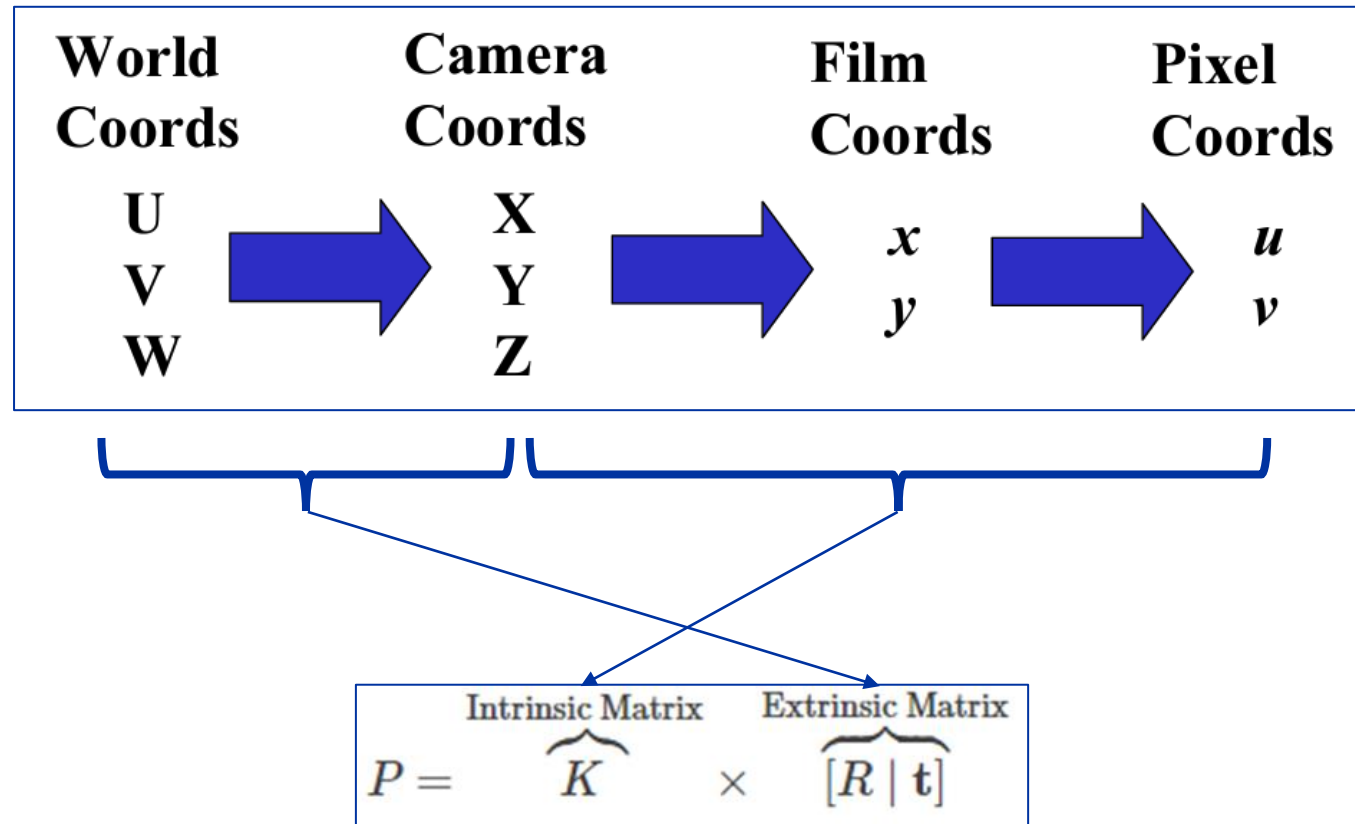 World Camera Film Pixel
Coords Coords Coords Coords
U X x u
V Y y v
W Z
Intrinsic Matrix Extrinsic Matrix
P = K × [R | t]